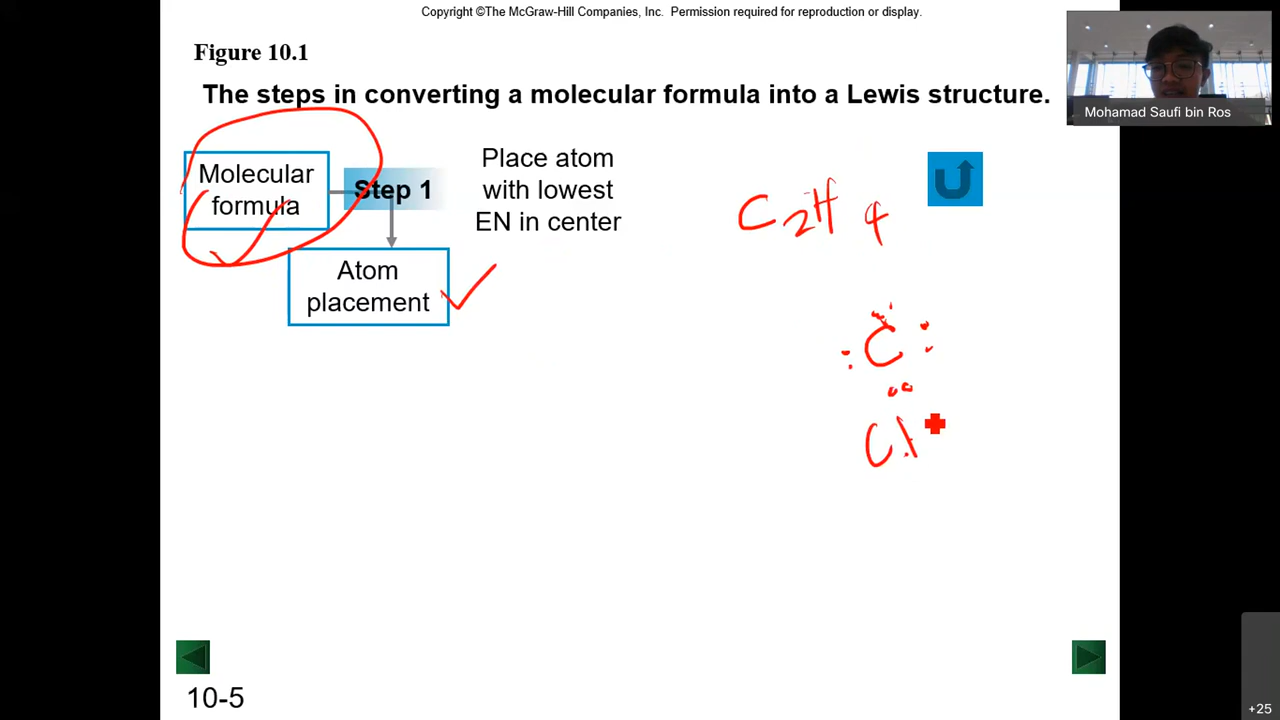 Copyright ©The McGraw-Hill Companies, Inc. Permission required for reproduction or display.
Figure 10.1
The steps in converting a molecular formula into a Lewis structure.
Mohamad Saufi bin Ros
Molecular
formula
Step 1
Place atom
with lowest
EN in center
Atom
placement
C2H4
C
Cl
10-5
+25